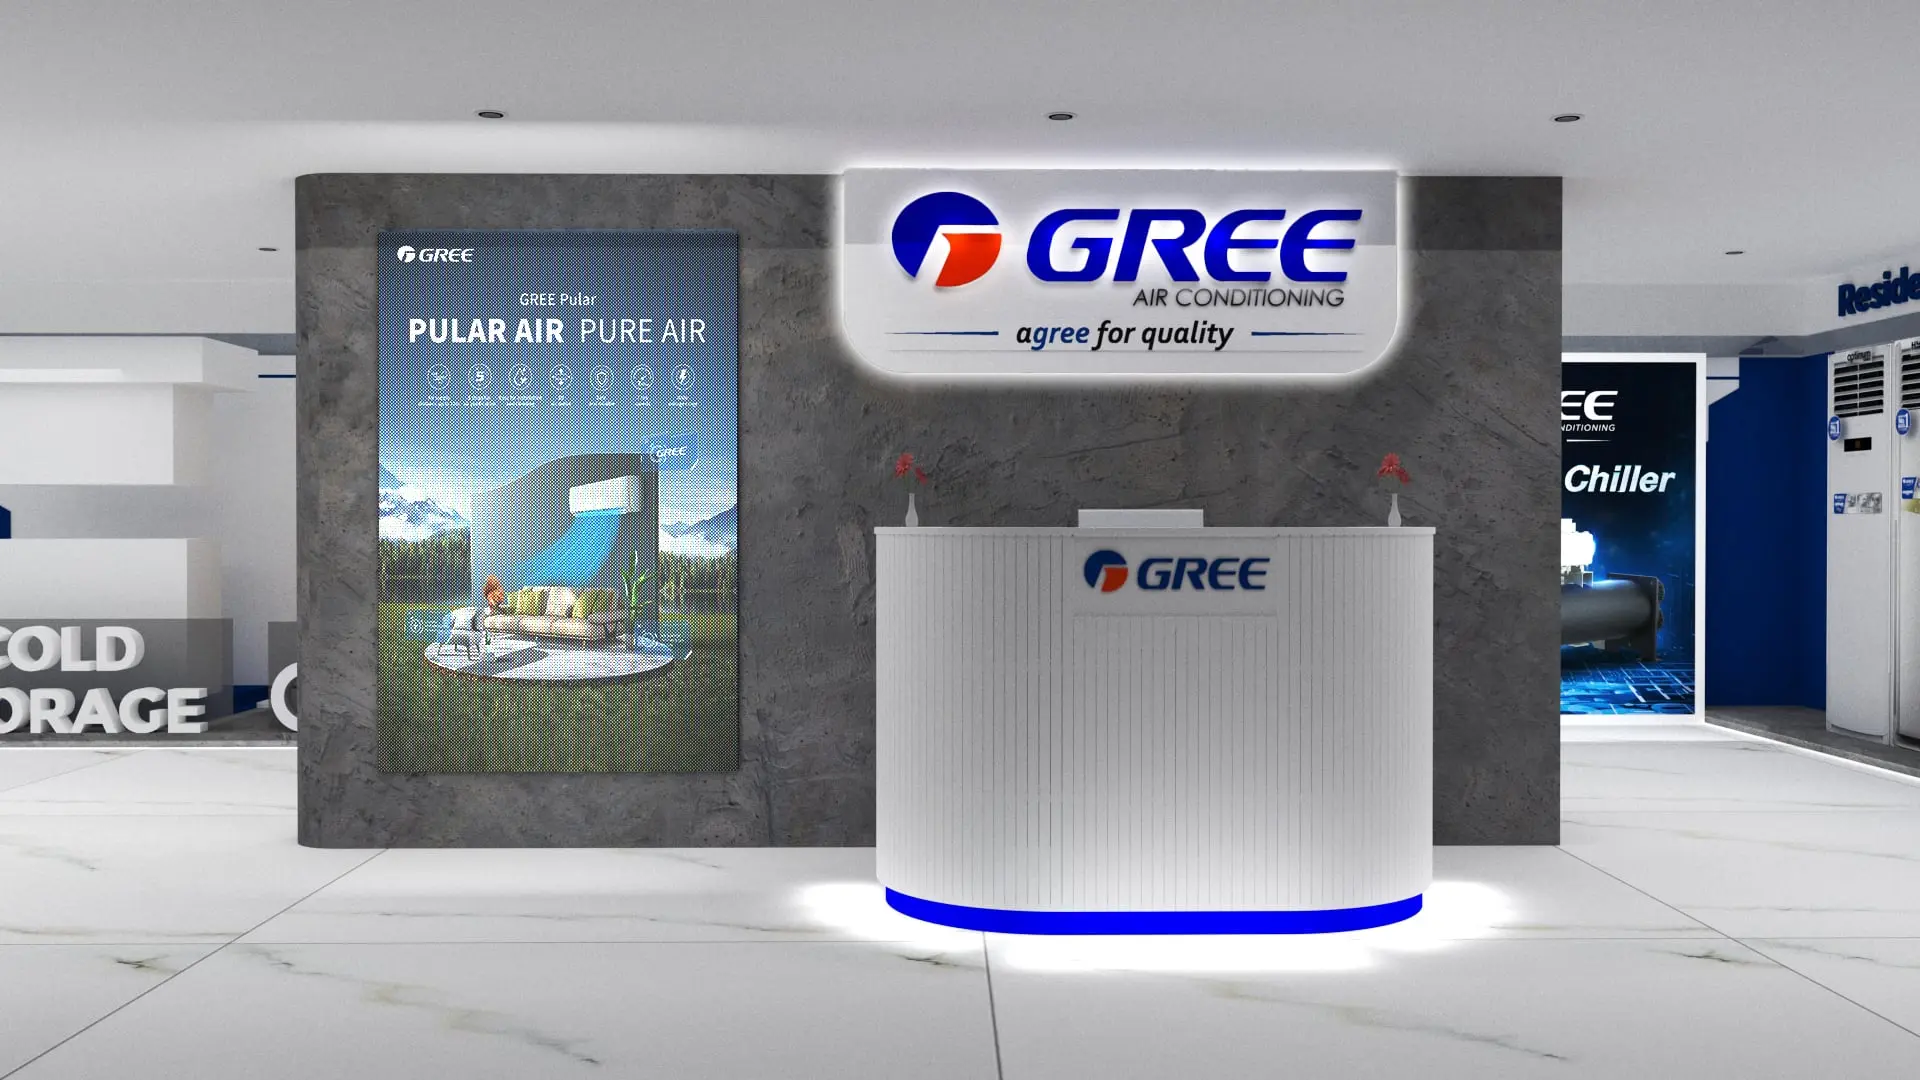 GREE
GREE Pular
PULAR AIR PURE AIR
GREE
GREE
AIR CONDITIONING
agree for quality
GREE
COLD
ORAGE
EE
NDITIONING
Chiller
Reside
optimum